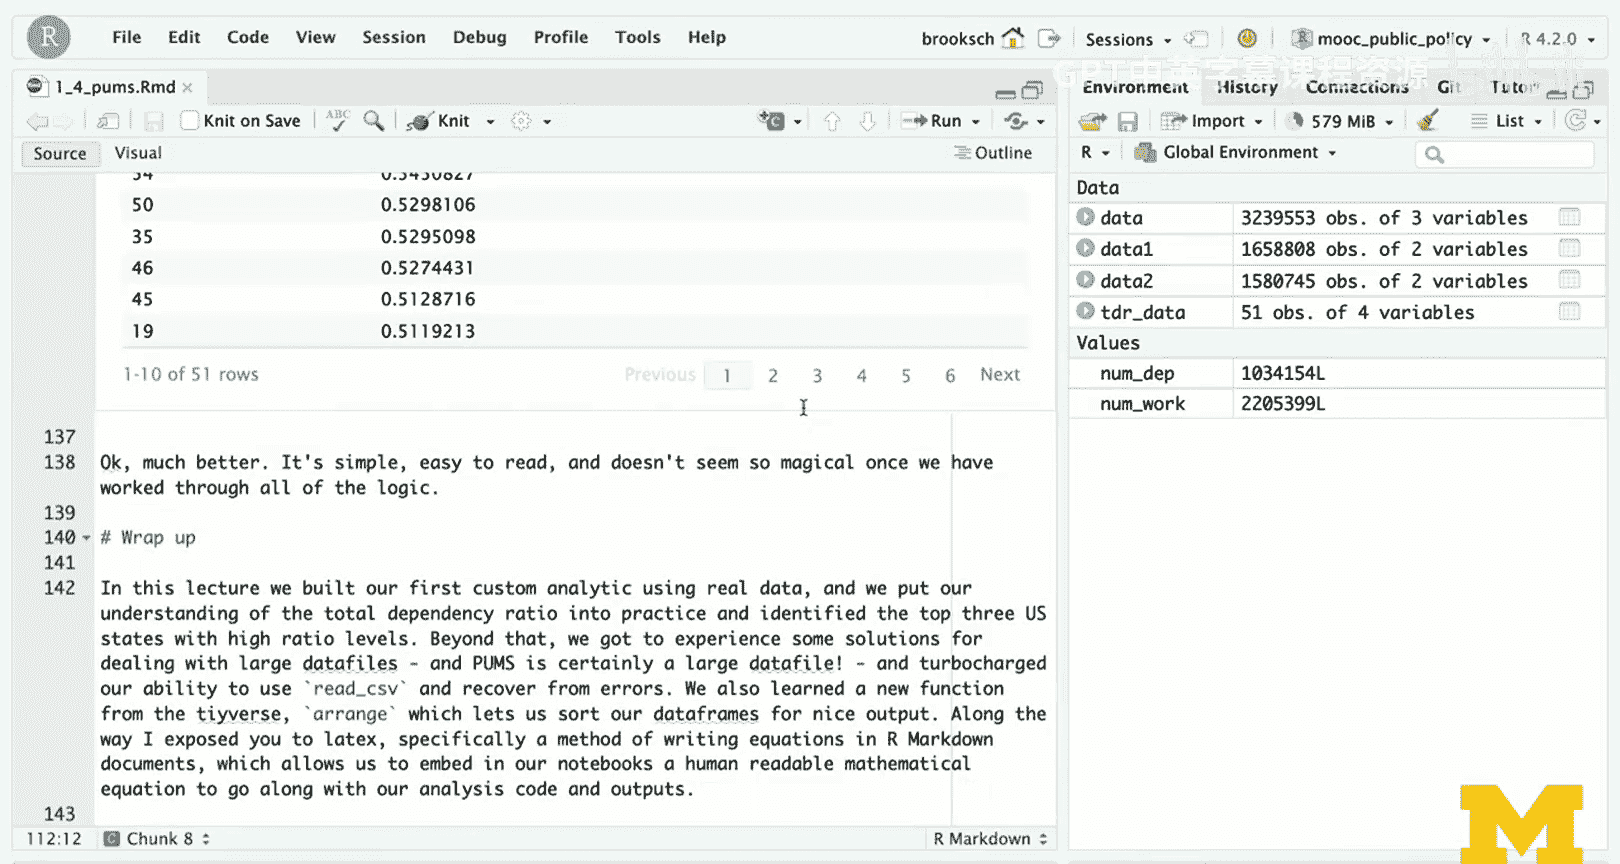 R File Edit Code View Session Debug Profile Tools Help brooksch Sessions mooc_public_policy R 4.2.0
GPT中英字幕课程资源
1_4_pums.Rmd
Environment History Connections Git
Knit on Save ABC Knit Run Import 579 MiB List
Source Visual Outline R Global Environment
50 0.5298106
35 0.5295098
46 0.5274431
45 0.5128716
19 0.5119213
1-10 of 51 rows Previous 1 2 3 4 5 6 Next
137
138 Ok, much better. It's simple, easy to read, and doesn't seem so magical once we have
worked through all of the logic.
139
140 # Wrap up
141
142 In this lecture we built our first custom analytic using real data, and we put our
understanding of the total dependency ratio into practice and identified the top three US
states with high ratio levels. Beyond that, we got to experience some solutions for
dealing with large datafiles - and PUMS is certainly a large datafile! - and turbocharged
our ability to use `read_csv` and recover from errors. We also learned a new function
from the tiyverse, `arrange` which lets us sort our dataframes for nice output. Along the
way I exposed you to latex, specifically a method of writing equations in R Markdown
documents, which allows us to embed in our notebooks a human readable mathematical
equation to go along with our analysis code and outputs.
143
112:12 C Chunk 8 R Markdown
Data
data 3239553 obs. of 3 variables
data1 1658808 obs. of 2 variables
data2 1580745 obs. of 2 variables
tdr_data 51 obs. of 4 variables
Values
num_dep 1034154L
num_work 2205399L
M